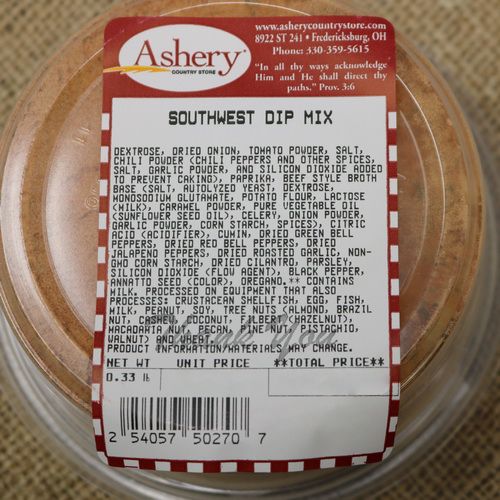 www.asherycountrystore.com
8922 ST 241 • Fredericksburg, OH
Phone: 330-359-5615
"In all thy ways acknowledge
Him and He shall direct thy
paths." Prov. 3:6
Ashery
COUNTRY STORE
SOUTHWEST DIP MIX
DEXTROSE, DRIED ONION, TOMATO POWDER, SALT,
CHILI POWDER (CHILI PEPPERS AND OTHER SPICES,
SALT, GARLIC POWDER, AND SILICON DIOXIDE ADDED
TO PREVENT CAKING), PAPRIKA, BEEF STYLE BROTH
BASE (SALT, AUTOLYZED YEAST, DEXTROSE,
MONOSODIUM GLUTAMATE, POTATO FLOUR, LACTOSE
(MILK), CARAMEL POWDER, PURE VEGETABLE OIL
(SUNFLOWER SEED OIL), CELERY, ONION POWDER,
GARLIC POWDER, CORN STARCH, SPICES), CITRIC
ACID (ACIDIFIER), CUMIN, DRIED GREEN BELL
PEPPERS, DRIED RED BELL PEPPERS, DRIED
JALAPENO PEPPERS, DRIED ROASTED GARLIC, NON-
GMO CORN STARCH, DRIED CILANTRO, PARSLEY,
SILICON DIOXIDE (FLOW AGENT), BLACK PEPPER,
ANNATTO SEED (COLOR), OREGANO.** CONTAINS
MILK. PROCESSED ON EQUIPMENT THAT ALSO
PROCESSES: CRUSTACEAN SHELLFISH, EGG, FISH,
MILK, PEANUT, SOY, TREE NUTS (ALMOND, BRAZIL
NUT, CASHEW, COCONUT, FILBERT (HAZELNUT),
MACADAMIA NUT, PECAN, PINE NUT, PISTACHIO,
WALNUT) AND WHEAT.
PRODUCT INFORMATION/MATERIALS MAY CHANGE.
Thank You
NET WT UNIT PRICE **TOTAL PRICE**
0.33 lb
2 54057 50270 7